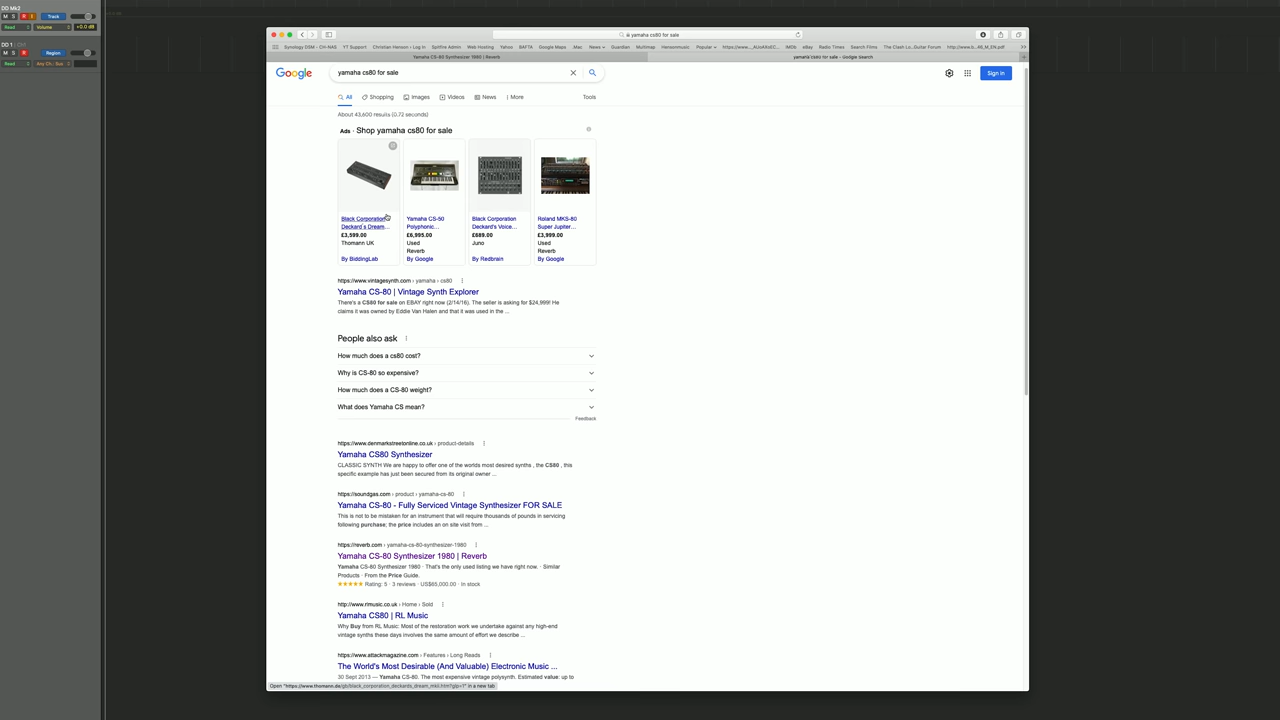 DD Mk2
M S R I Track
Read Volume +0.0 dB
DD 1
M S R Region
Read
yamaha cs80 for sale
Synology DSM - CH-NAS YT Support Christian Henson | Log In Spitfire Admin Web Hosting Yahoo BAFTA Google Maps .Mac News Guardian Multimap Hensonmusic Popular IMDb eBay Radio Times Search Films
Yamaha CS-80 Synthesizer 1980 | Reverb
yamaha cs80 for sale - Google Search
Google
yamaha cs80 for sale
Sign in
All Shopping Images Videos News More Tools
About 43,600 results (0.72 seconds)
Ads · Shop yamaha cs80 for sale
Black Corporation Deckard's Dream...
£3,599.00
Thomann UK
By BiddingLab
Yamaha CS-50
Polyphonic...
£6,995.00
Used
Reverb
By Google
Black Corporation
Deckard's Voice...
£689.00
Juno
By Redbrain
Roland MKS-80
Super Jupiter...
£3,999.00
Used
Reverb
By Google
https://www.vintagesynth.com › yamaha › cs80
Yamaha CS-80 | Vintage Synth Explorer
There's a CS80 for sale on EBAY right now (2/14/16). The seller is asking for $24,999! He
claims it was owned by Eddie Van Halen and that it was used in the ...
People also ask
How much does a cs80 cost?
Why is CS-80 so expensive?
How much does a CS-80 weight?
What does Yamaha CS mean?
Feedback
https://www.denmarkstreetonline.co.uk › product-details
Yamaha CS80 Synthesizer
CLASSIC SYNTH We are happy to offer one of the worlds most desired synths , the CS80 , this
specific example has just been secured from its original owner ...
https://soundgas.com › product › yamaha-cs-80
Yamaha CS-80 - Fully Serviced Vintage Synthesizer FOR SALE
This is not to be mistaken for an instrument that will require thousands of pounds in servicing
following purchase; the price includes an on site visit from ...
https://reverb.com › yamaha-cs-80-synthesizer-1980
Yamaha CS-80 Synthesizer 1980 | Reverb
Yamaha CS-80 Synthesizer 1980 · That's the only used listing we have right now. · Similar
Products · From the Price Guide.
Rating: 5 · 3 reviews · US$65,000.00 · In stock
http://www.rlmusic.co.uk › Home › Sold
Yamaha CS80 | RL Music
Why Buy from RL Music: Most of the restoration work we undertake against any high-end
vintage synths these days involves the same amount of effort we describe ...
https://www.attackmagazine.com › Features › Long Reads
The World's Most Desirable (And Valuable) Electronic Music ...
30 Sept 2013 — Yamaha CS-80. The most expensive vintage polysynth. Estimated value: up to
Open "https://www.thomann.de/gb/black_corporation_deckards_dream_mkii.htm?glp=1" in a new tab